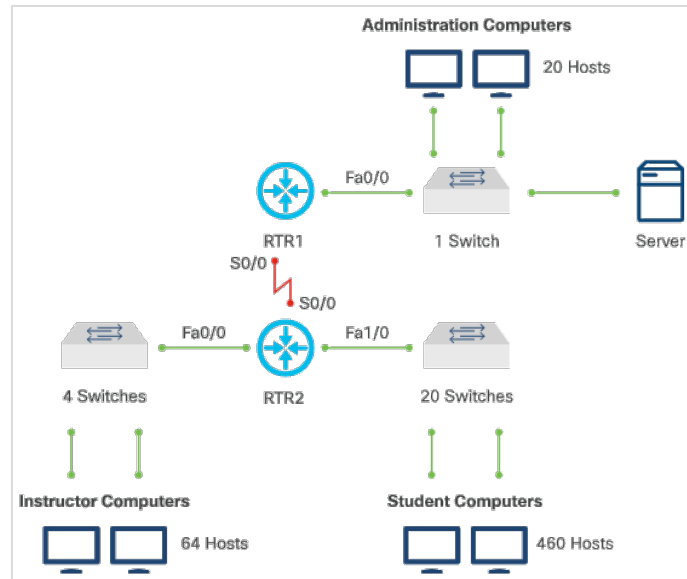 Administration Computers
20 Hosts
Fa0/0
RTR1
1 Switch
Server
S0/0
S0/0
Fa0/0
Fa1/0
4 Switches
RTR2
20 Switches
Instructor Computers
Student Computers
64 Hosts
460 Hosts